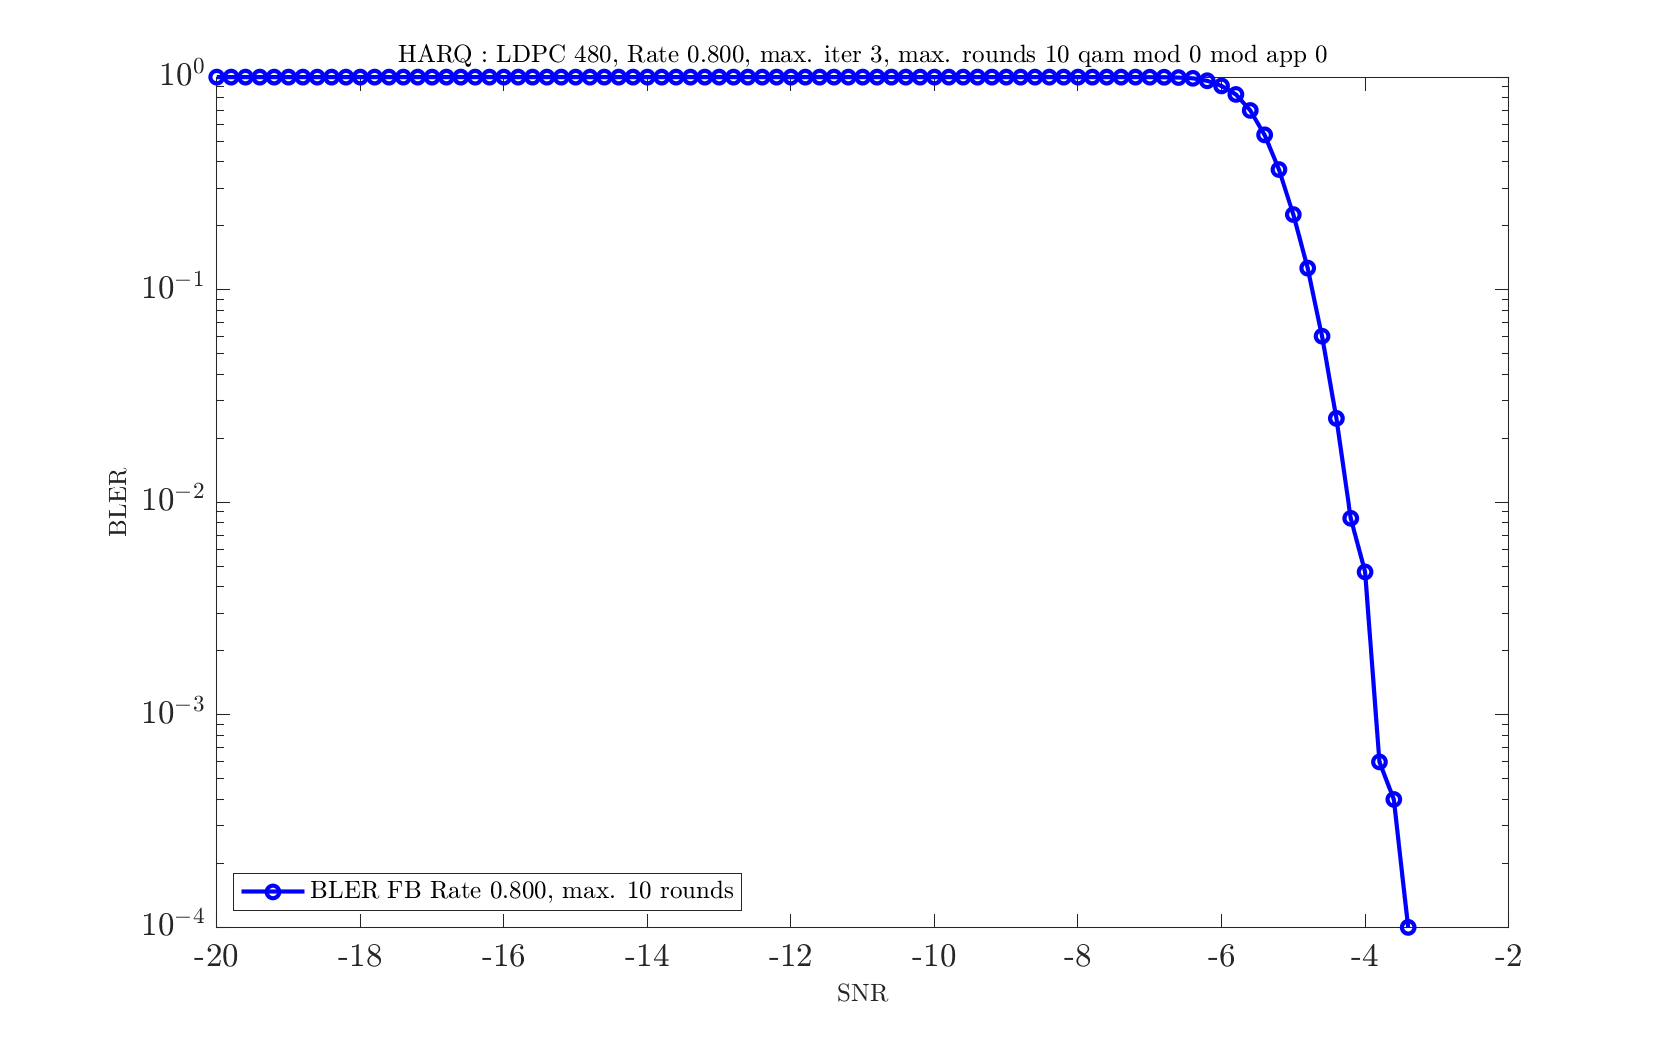 HARQ : LDPC 480, Rate 0.800, max. iter 3, max. rounds 10 qam mod 0 mod app 0
10^0
10^-1
10^-2
10^-3
10^-4
BLER
BLER FB Rate 0.800, max. 10 rounds
-20 -18 -16 -14 -12 -10 -8 -6 -4 -2
SNR